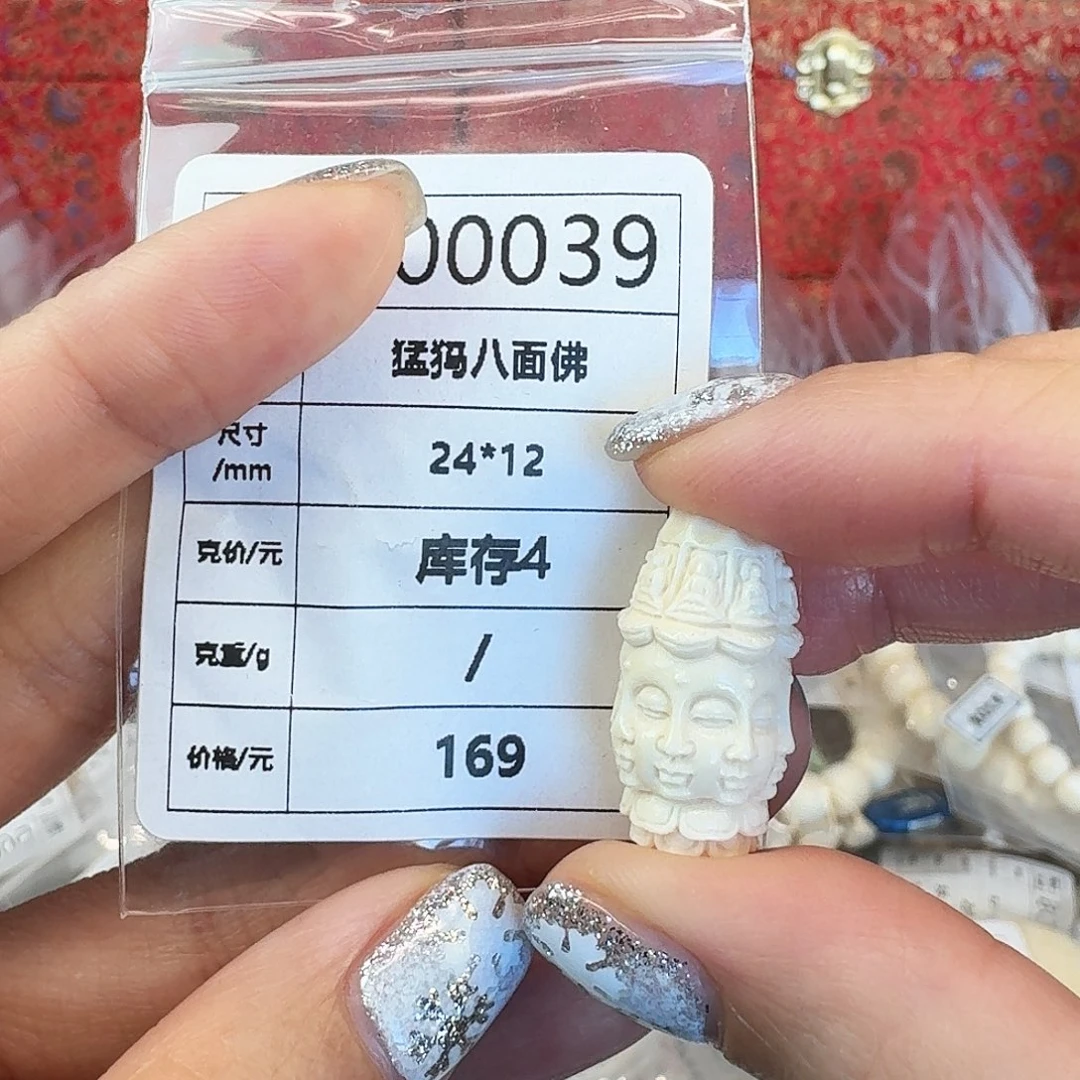 00039
猛犸八面佛
尺寸
/mm
24*12
克价/元
库存4
克重/g
/
价格/元
169